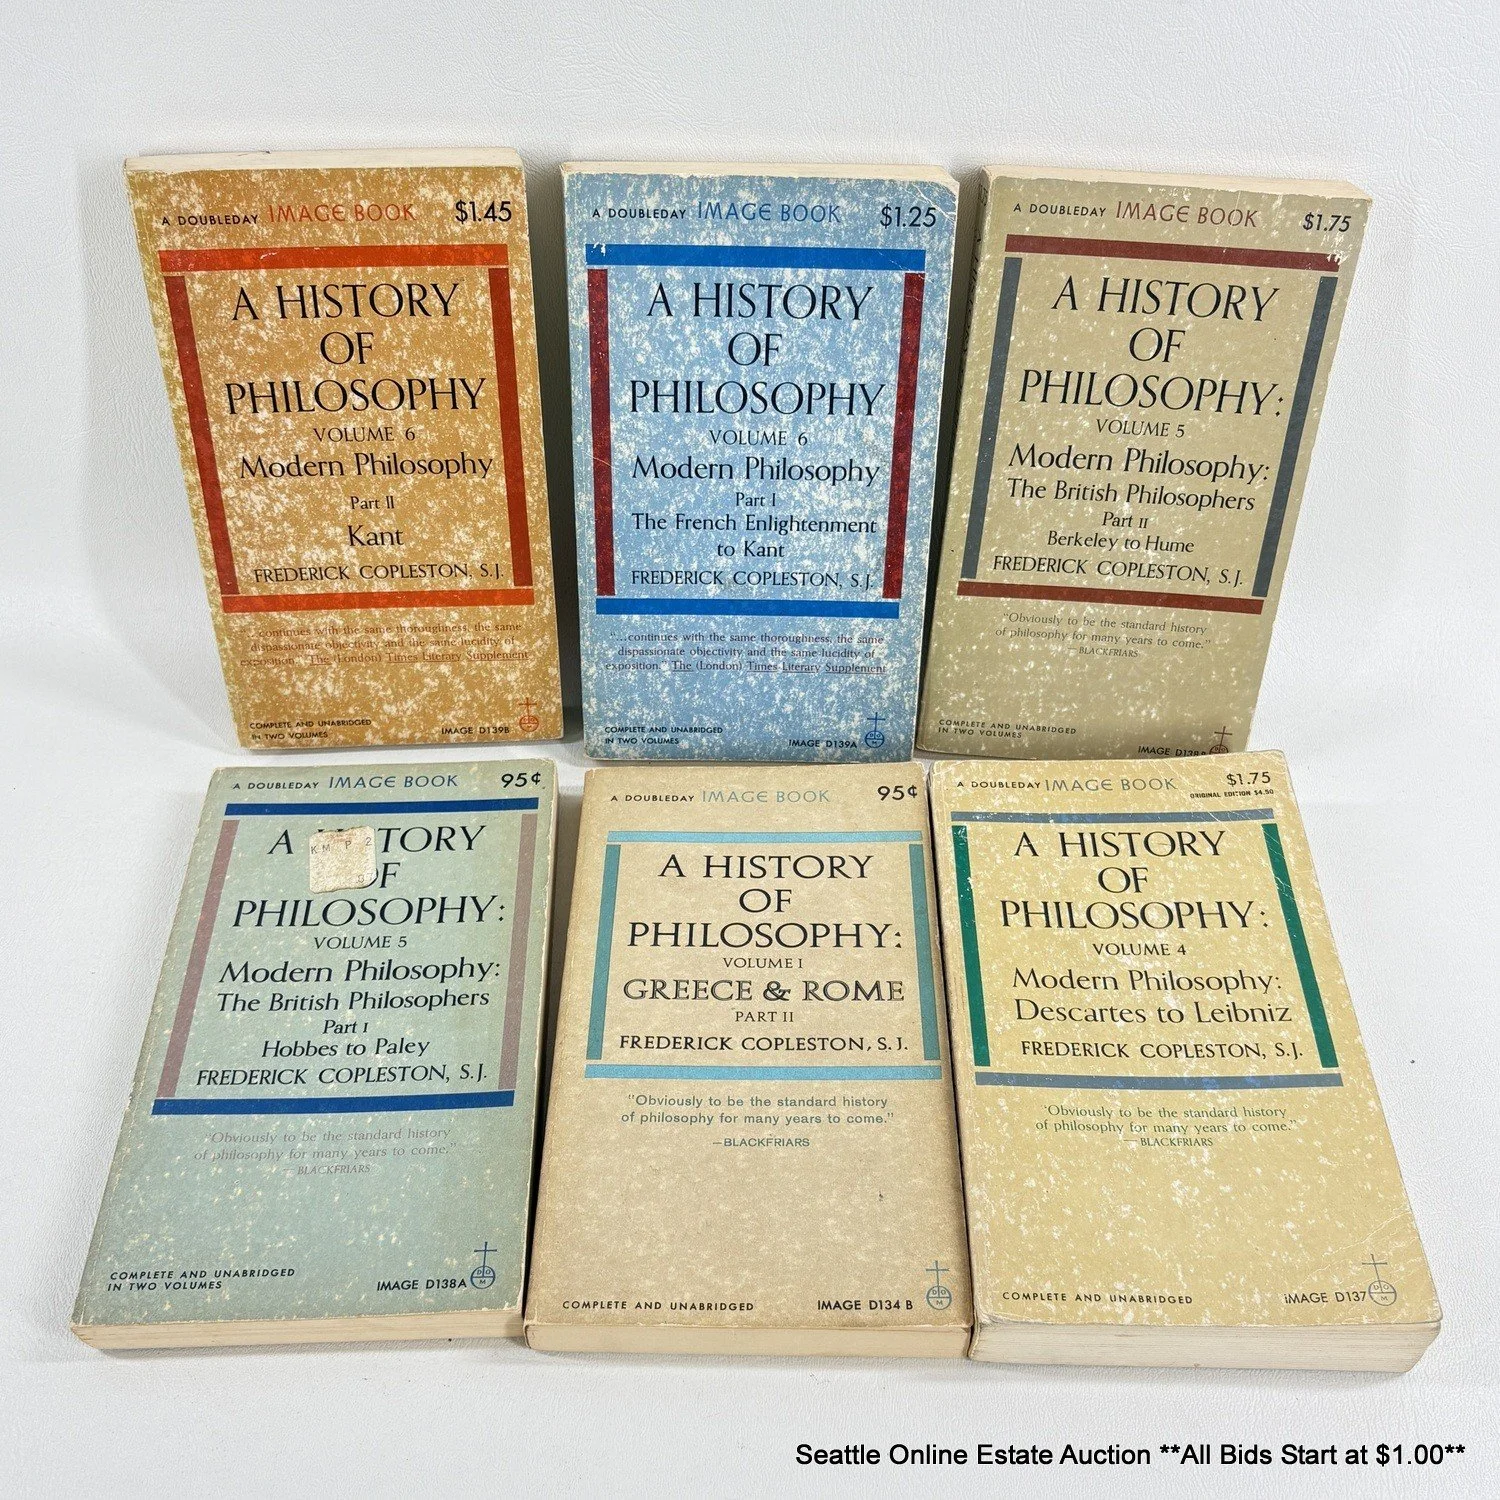 A DOUBLEDAY IMAGE BOOK $1.45
A HISTORY
OF
PHILOSOPHY
VOLUME 6
Modern Philosophy
Part II
Kant
FREDERICK COPLESTON, S.J.
"...continues with the same thoroughness, the same
dispassionate objectivity and the same lucidity of
exposition." The (London) Times Literary Supplement
COMPLETE AND UNABRIDGED
IN TWO VOLUMES
IMAGE D139B
A DOUBLEDAY IMAGE BOOK $1.25
A HISTORY
OF
PHILOSOPHY
VOLUME 6
Modern Philosophy
Part I
The French Enlightenment
to Kant
FREDERICK COPLESTON, S.J.
"...continues with the same thoroughness, the same
dispassionate objectivity and the same lucidity of
exposition." The (London) Times Literary Supplement
COMPLETE AND UNABRIDGED
IN TWO VOLUMES
IMAGE D139A
D O
M
A DOUBLEDAY IMAGE BOOK $1.75
A HISTORY
OF
PHILOSOPHY:
VOLUME 5
Modern Philosophy:
The British Philosophers
Part II
Berkeley to Hume
FREDERICK COPLESTON, S.J.
"Obviously to be the standard history
of philosophy for many years to come."
—BLACKFRIARS
COMPLETE AND UNABRIDGED
IN TWO VOLUMES
IMAGE D138B
A DOUBLEDAY IMAGE BOOK 95¢
A HISTORY
OF
PHILOSOPHY:
VOLUME 5
Modern Philosophy:
The British Philosophers
Part I
Hobbes to Paley
FREDERICK COPLESTON, S.J.
"Obviously to be the standard history
of philosophy for many years to come."
—BLACKFRIARS
COMPLETE AND UNABRIDGED
IN TWO VOLUMES
IMAGE D138A
D O
M
A DOUBLEDAY IMAGE BOOK 95¢
A HISTORY
OF
PHILOSOPHY:
VOLUME I
GREECE & ROME
PART II
FREDERICK COPLESTON, S.J.
"Obviously to be the standard history
of philosophy for many years to come."
—BLACKFRIARS
COMPLETE AND UNABRIDGED
IMAGE D134 B
D O
M
A DOUBLEDAY IMAGE BOOK $1.75
ORIGINAL EDITION $4.50
A HISTORY
OF
PHILOSOPHY:
VOLUME 4
Modern Philosophy:
Descartes to Leibniz
FREDERICK COPLESTON, S.J.
"Obviously to be the standard history
of philosophy for many years to come."
—BLACKFRIARS
COMPLETE AND UNABRIDGED
IMAGE D137
D O
M
Seattle Online Estate Auction **All Bids Start at $1.00**